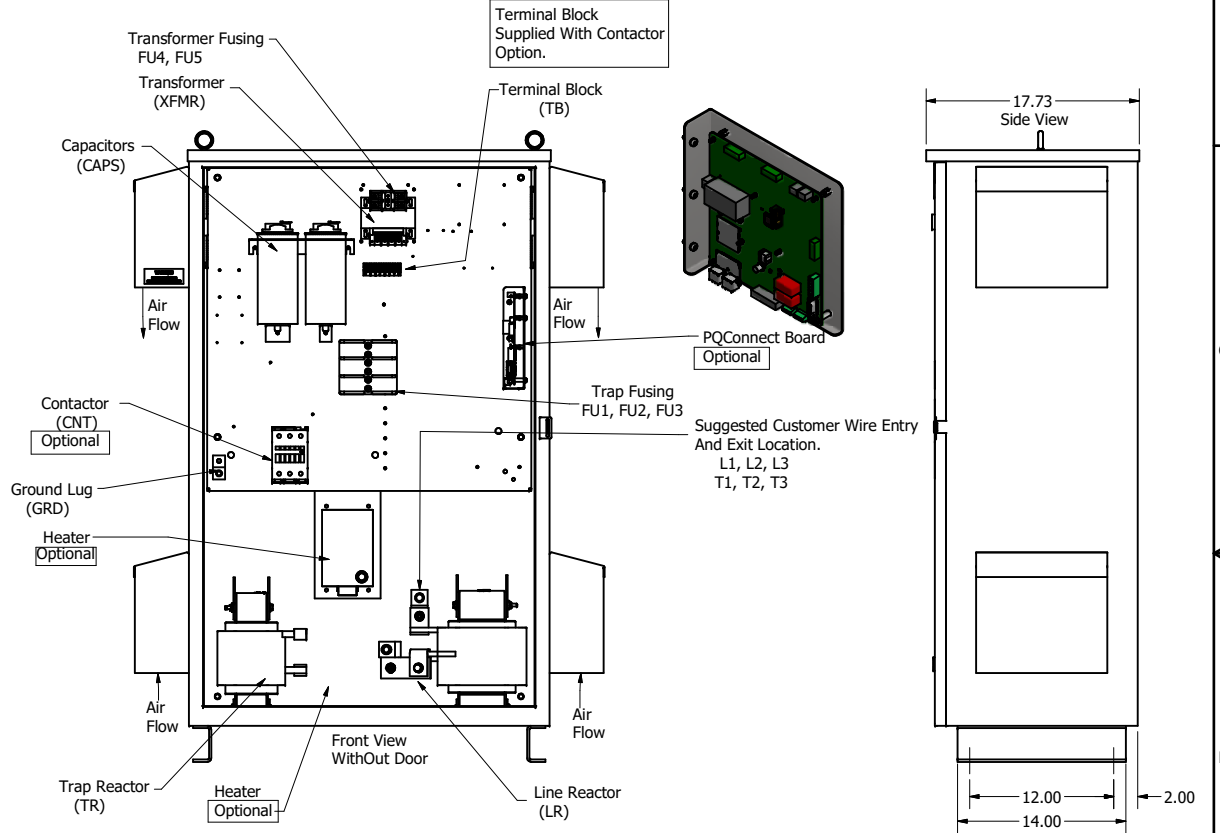 Terminal Block
Supplied With Contactor
Option.
Transformer Fusing
FU4, FU5
Transformer
(XFMR)
Terminal Block
(TB)
Capacitors
(CAPS)
17.73
Side View
Air
Flow
Air
Flow
PQConnect Board
Optional
Trap Fusing
FU1, FU2, FU3
Contactor
(CNT)
Optional
Suggested Customer Wire Entry
And Exit Location.
L1, L2, L3
T1, T2, T3
Ground Lug
(GRD)
Heater
Optional
Air
Flow
Air
Flow
Front View
WithOut Door
Trap Reactor
(TR)
Heater
Optional
Line Reactor
(LR)
12.00
2.00
14.00